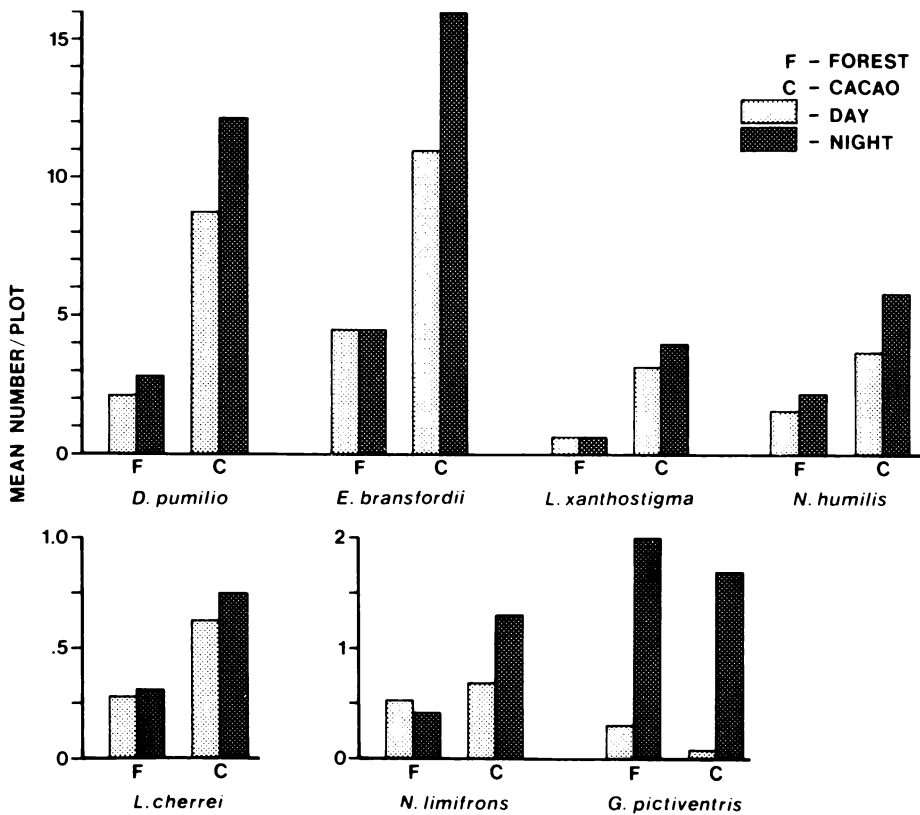 MEAN NUMBER/PLOT
15
10
5
0
F – FOREST
C – CACAO
– DAY
– NIGHT
F C F C F C F C
D. pumilio E. bransfordii L. xanthostigma N. humilis
1.0
.5
0
F C
L. cherrei
2
1
0
F C F C
N. limifrons G. pictiventris